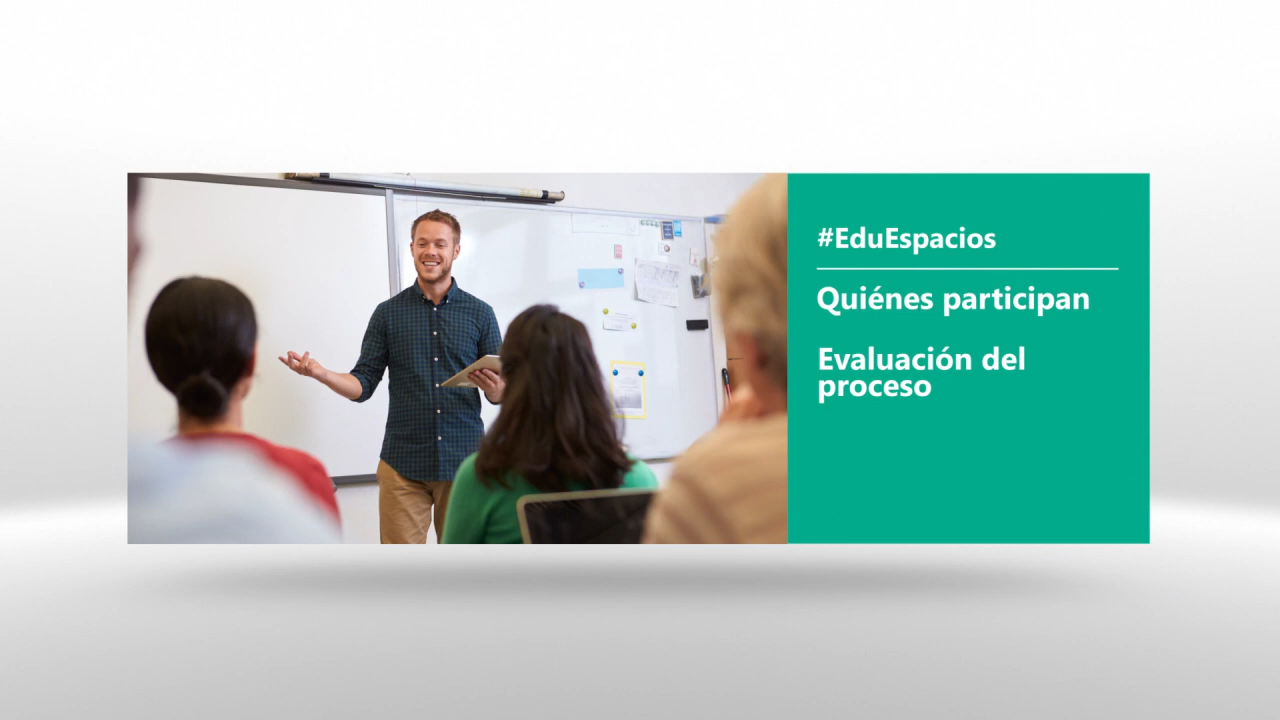 #EduEspacios
Quiénes participan
Evaluación del
proceso